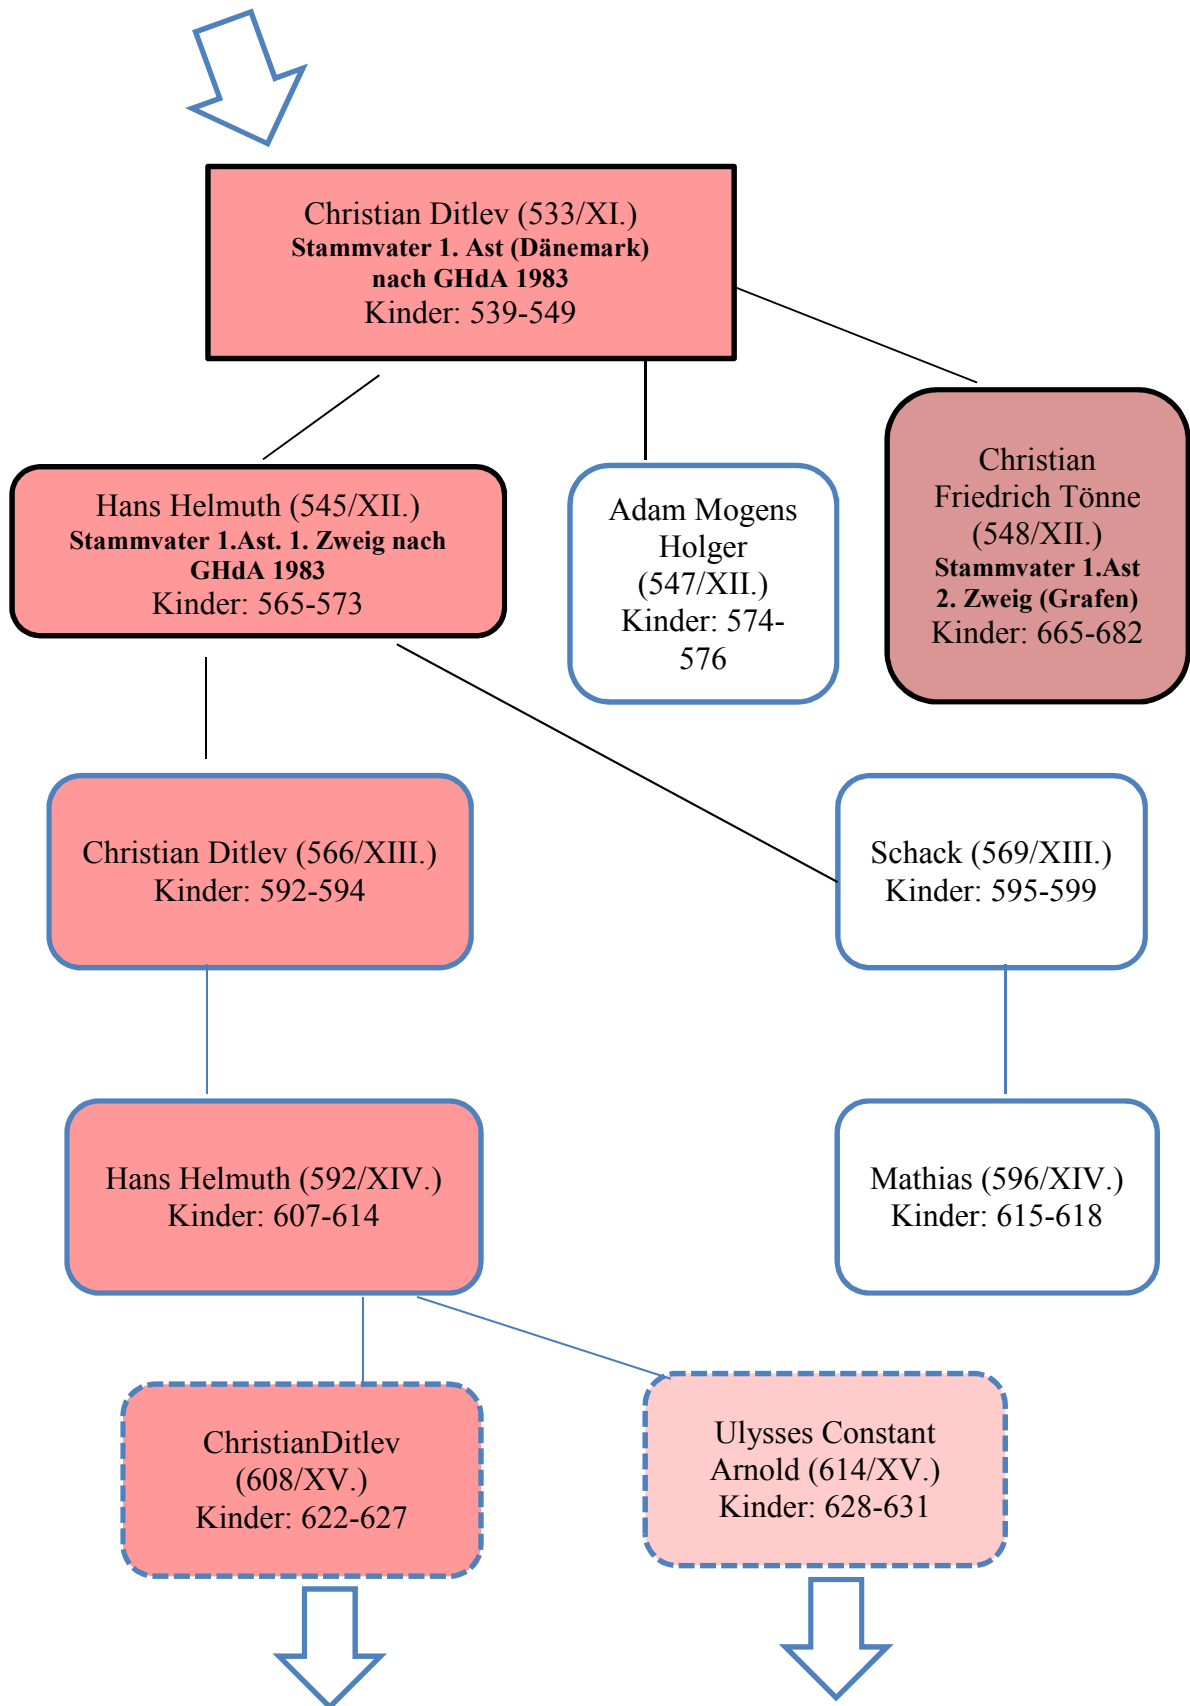 Christian Ditlev (533/XI.)
Stammvater 1. Ast (Dänemark)
nach GHdA 1983
Kinder: 539-549
Hans Helmuth (545/XII.)
Stammvater 1.Ast. 1. Zweig nach
GHdA 1983
Kinder: 565-573
Adam Mogens
Holger
(547/XII.)
Kinder: 574-
576
Christian
Friedrich Tönne
(548/XII.)
Stammvater 1.Ast
2. Zweig (Grafen)
Kinder: 665-682
Christian Ditlev (566/XIII.)
Kinder: 592-594
Schack (569/XIII.)
Kinder: 595-599
Hans Helmuth (592/XIV.)
Kinder: 607-614
Mathias (596/XIV.)
Kinder: 615-618
ChristianDitlev
(608/XV.)
Kinder: 622-627
Ulysses Constant
Arnold (614/XV.)
Kinder: 628-631